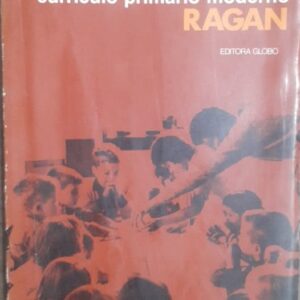 currículo primário moderno
RAGAN
EDITORA GLOBO